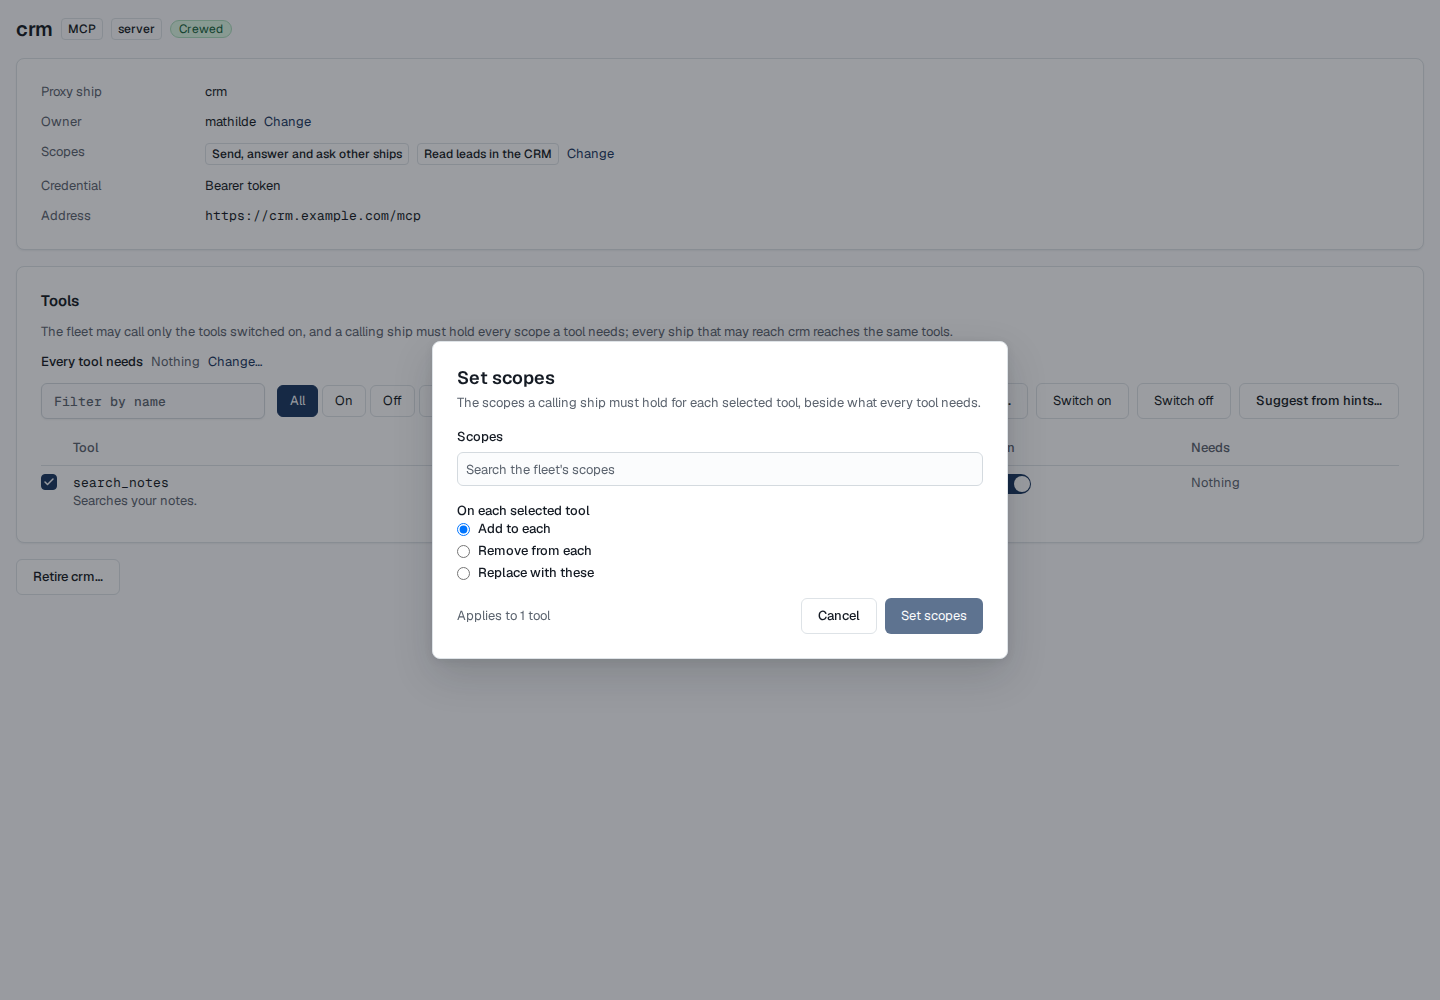 crm MCP server Crewed
Proxy ship crm
Owner mathilde Change
Scopes Send, answer and ask other ships Read leads in the CRM Change
Credential Bearer token
Address https://crm.example.com/mcp
Tools
The fleet may call only the tools switched on, and a calling ship must hold every scope a tool needs; every ship that may reach crm reaches the same tools.
Every tool needs Nothing Change...
Filter by name All On Off Switch on Switch off Suggest from hints...
Tool Needs
search_notes Nothing
Searches your notes.
Retire crm...
Set scopes
The scopes a calling ship must hold for each selected tool, beside what every tool needs.
Scopes
Search the fleet's scopes
On each selected tool
Add to each
Remove from each
Replace with these
Applies to 1 tool Cancel Set scopes